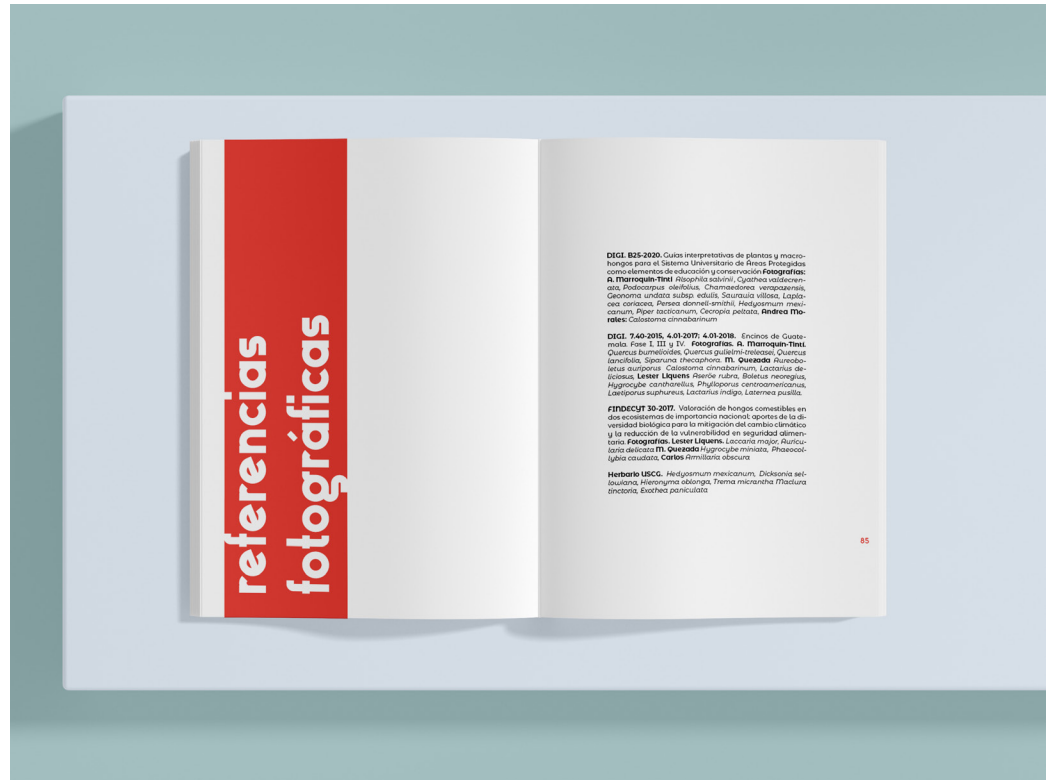 referencias
fotográficas
DIGI. B25-2020. Guías interpretativas de plantas y macro-
hongos para el Sistema Universitario de Áreas Protegidas
como elementos de educación y conservación Fotografías:
A. Marroquín-Tintí Alsophila salvinii, Cyathea valdecren-
ata, Podocarpus oleifolius, Chamaedorea verapazensis,
Geonoma undata subsp. edulis, Saurauia villosa, Lapla-
cea coriacea, Persea donnell-smithii, Hedyosmum mexi-
canum, Piper tacticanum, Cecropia peltata, Andrea Mo-
rales: Calostoma cinnabarinum
DIGI. 7.40-2015, 4.01-2017; 4.01-2018. Encinos de Guate-
mala. Fase I, III y IV. Fotografías. A. Marroquín-Tintí.
Quercus bumelioides, Quercus gulielmi-treleasei, Quercus
lancifolia, Siparuna thecaphora. M. Quezada Aureobo-
letus auriporus Calostoma cinnabarinum, Lactarius de-
liciosus, Lester Liquens Aseröe rubra, Boletus neoregius,
Hygrocybe cantharellus, Phylloporus centroamericanus,
Laetiporus suphureus, Lactarius indigo, Laternea pusilla.
FINDECYT 30-2017. Valoración de hongos comestibles en
dos ecosistemas de importancia nacional: aportes de la di-
versidad biológica para la mitigación del cambio climático
y la reducción de la vulnerabilidad en seguridad alimen-
taria. Fotografías. Lester Liquens. Laccaria major, Auricu-
laria delicata M. Quezada Hygrocybe miniata, Phaeocol-
lybia caudata, Carlos Armillaria obscura
Herbario USCG. Hedyosmum mexicanum, Dicksonia sel-
lowiana, Hieronyma oblonga, Trema micrantha Maclura
tinctoria, Exothea paniculata
85